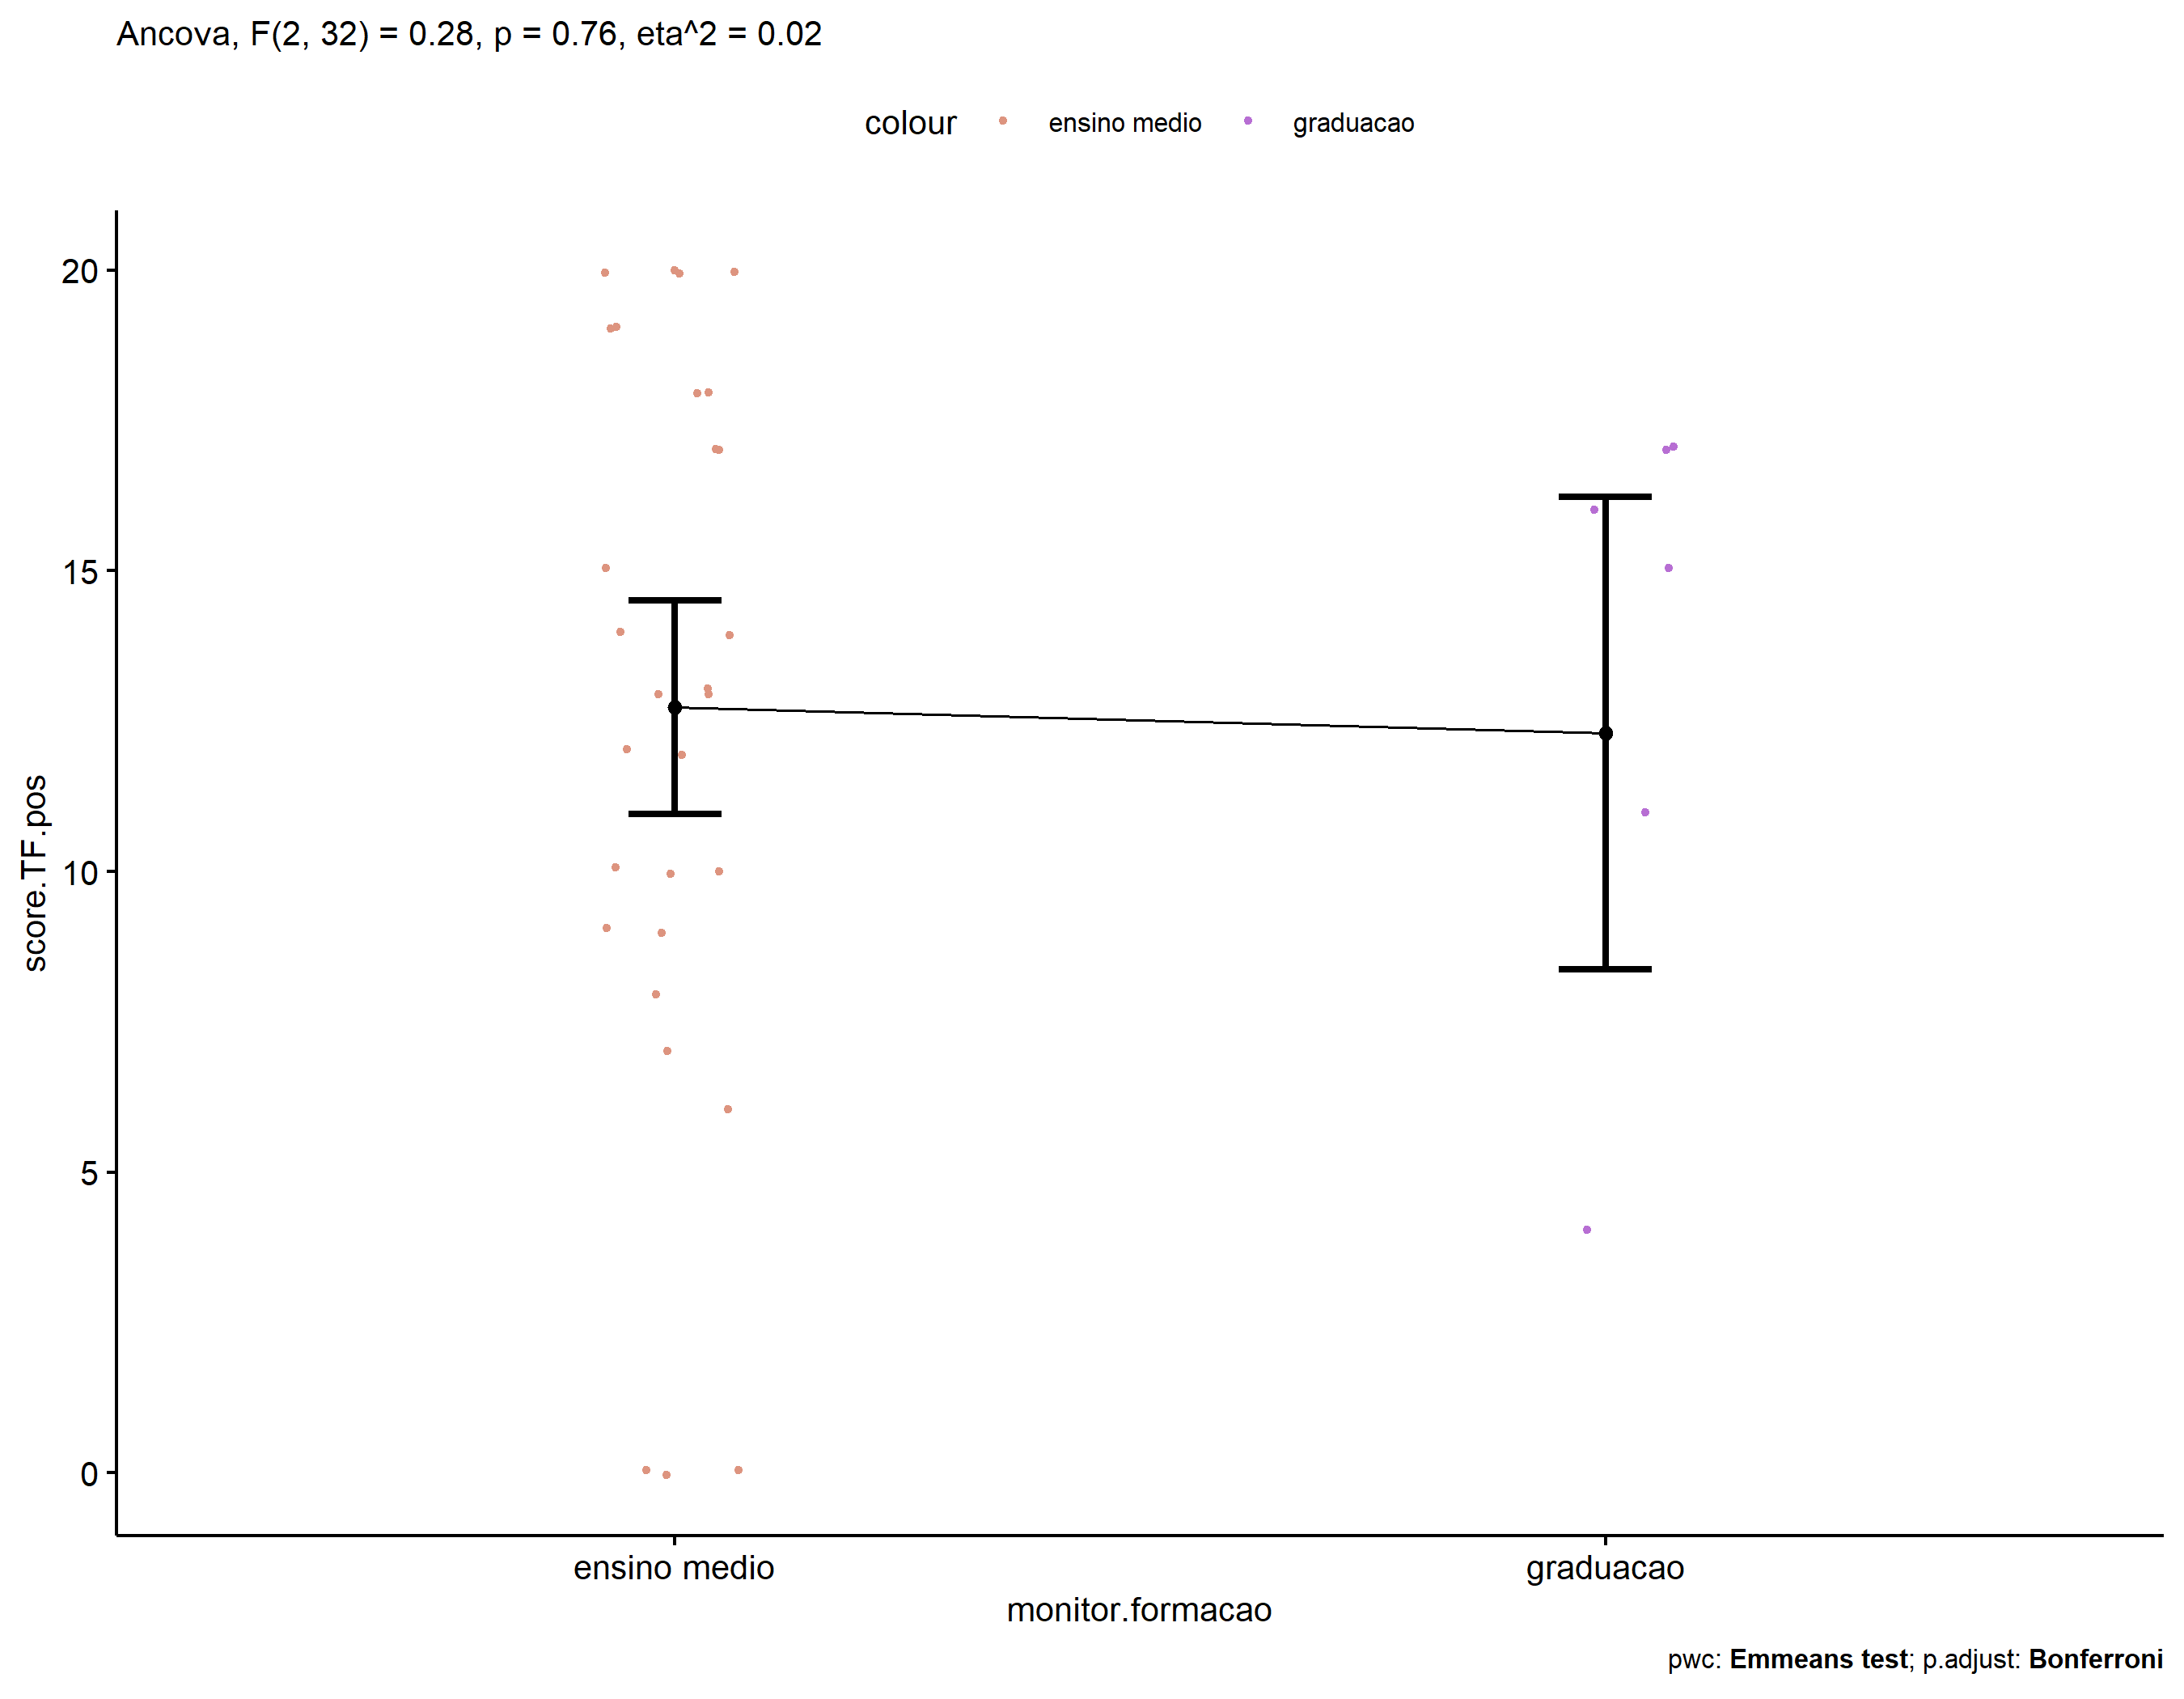 Ancova, F(2, 32) = 0.28, p = 0.76, eta^2 = 0.02
colour ensino medio graduacao
20
15
10
5
0
score.TF.pos
ensino medio graduacao
monitor.formacao
pwc: Emmeans test; p.adjust: Bonferroni